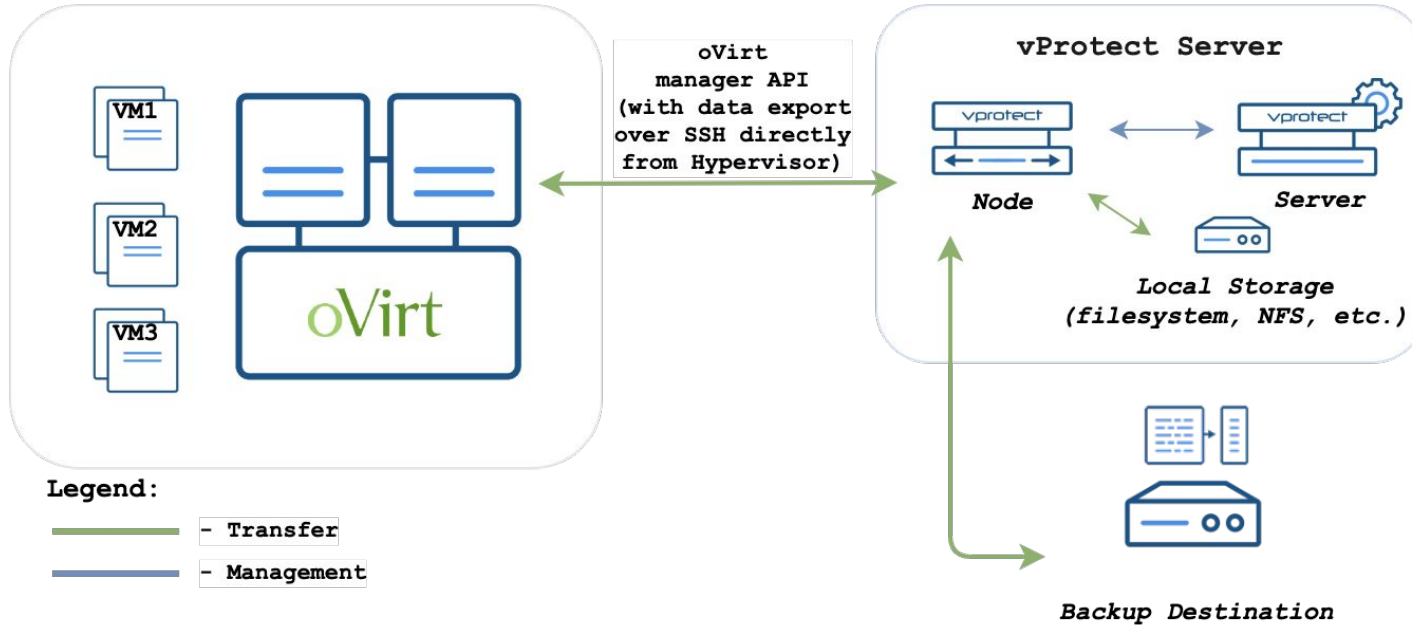 VM1
VM2
VM3
oVirt
oVirt
manager API
(with data export
over SSH directly
from Hypervisor)
vProtect Server
vprotect
vprotect
Node
Server
Local Storage
(filesystem, NFS, etc.)
Backup Destination
Legend:
- Transfer
- Management